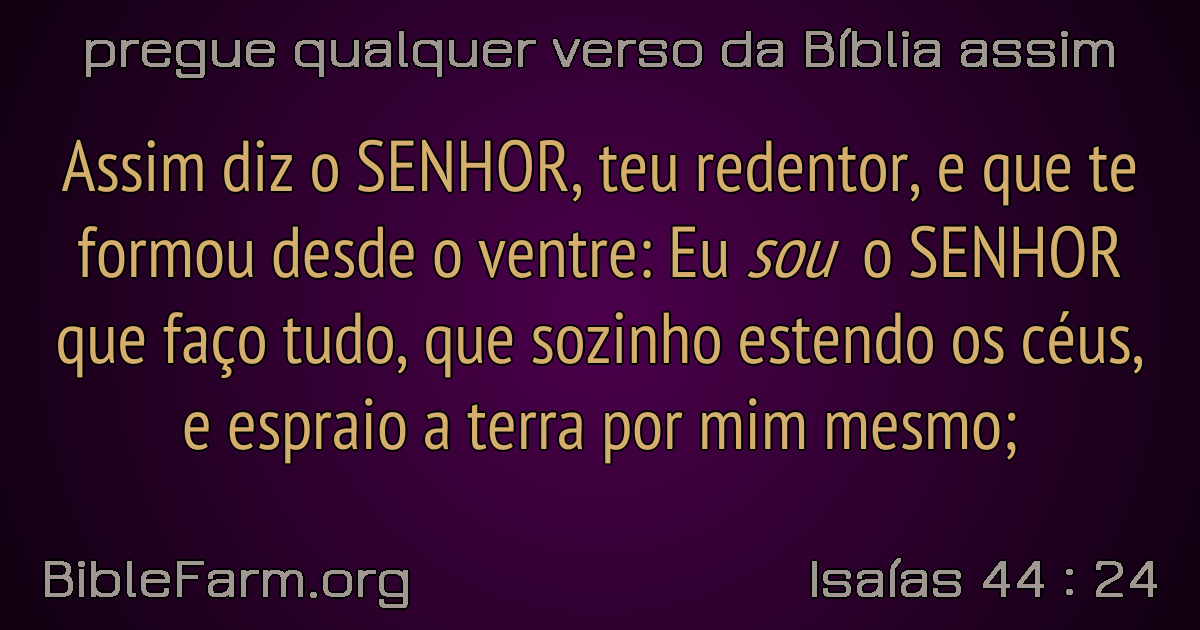 pregue qualquer verso da Bíblia assim
Assim diz o SENHOR, teu redentor, e que te
formou desde o ventre: Eu sou o SENHOR
que faço tudo, que sozinho estendo os céus,
e espraio a terra por mim mesmo;
BibleFarm.org
Isaías 44 : 24